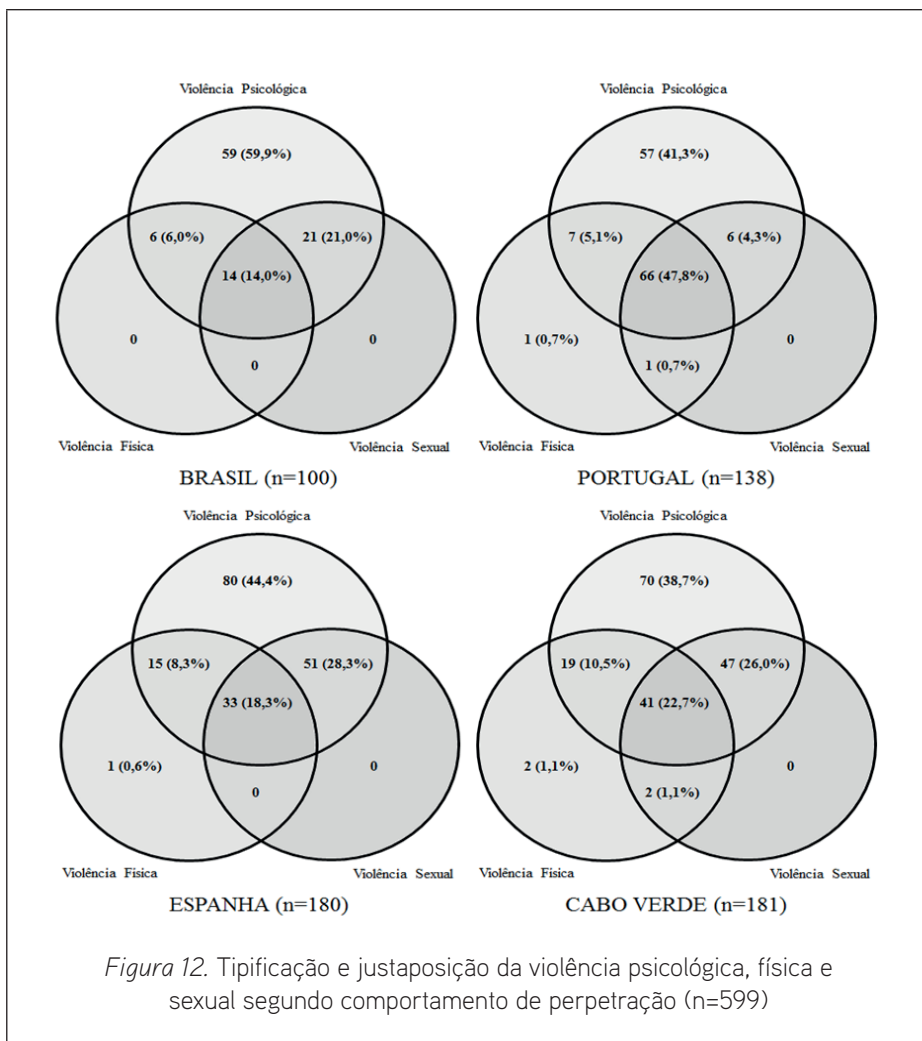 Violência Psicológica
59 (59,9%)
6 (6,0%)
21 (21,0%)
14 (14,0%)
0
0
0
Violência Física
Violência Sexual
BRASIL (n=100)
Violência Psicológica
57 (41,3%)
7 (5,1%)
6 (4,3%)
66 (47,8%)
1 (0,7%)
0
1 (0,7%)
Violência Física
Violência Sexual
PORTUGAL (n=138)
Violência Psicológica
80 (44,4%)
15 (8,3%)
51 (28,3%)
33 (18,3%)
1 (0,6%)
0
0
Violência Física
Violência Sexual
ESPANHA (n=180)
Violência Psicológica
70 (38,7%)
19 (10,5%)
47 (26,0%)
41 (22,7%)
2 (1,1%)
0
2 (1,1%)
Violência Física
Violência Sexual
CABO VERDE (n=181)
Figura 12. Tipificação e justaposição da violência psicológica, física e
sexual segundo comportamento de perpetração (n=599)